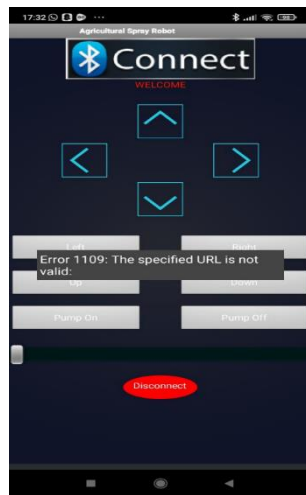 17:32
Agricultural Spray Robot
Connect
WELCOME
Left Right
Error 1109: The specified URL is not
valid:
Up Down
Pump On Pump Off
Disconnect